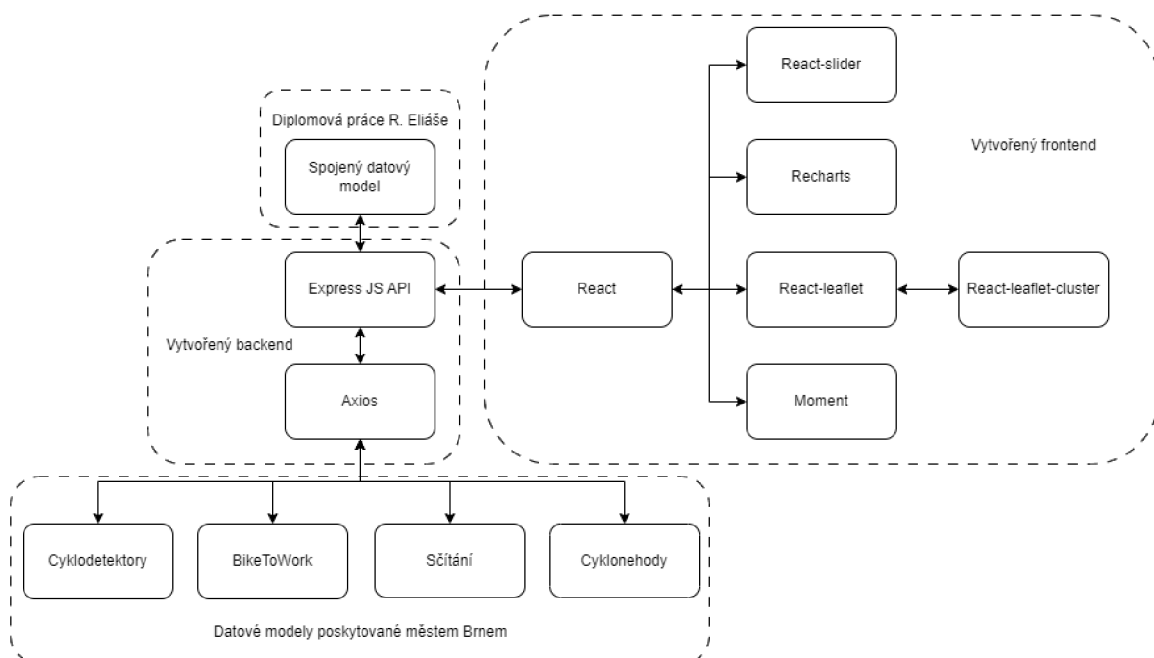 React-slider
Diplomová práce R. Eliáše
Vytvořený frontend
Spojený datový
model
Recharts
Express JS API
React
React-leaflet
React-leaflet-cluster
Vytvořený backend
Axios
Moment
Cyklodetektory
BikeToWork
Sčítání
Cyklonehody
Datové modely poskytované městem Brnem